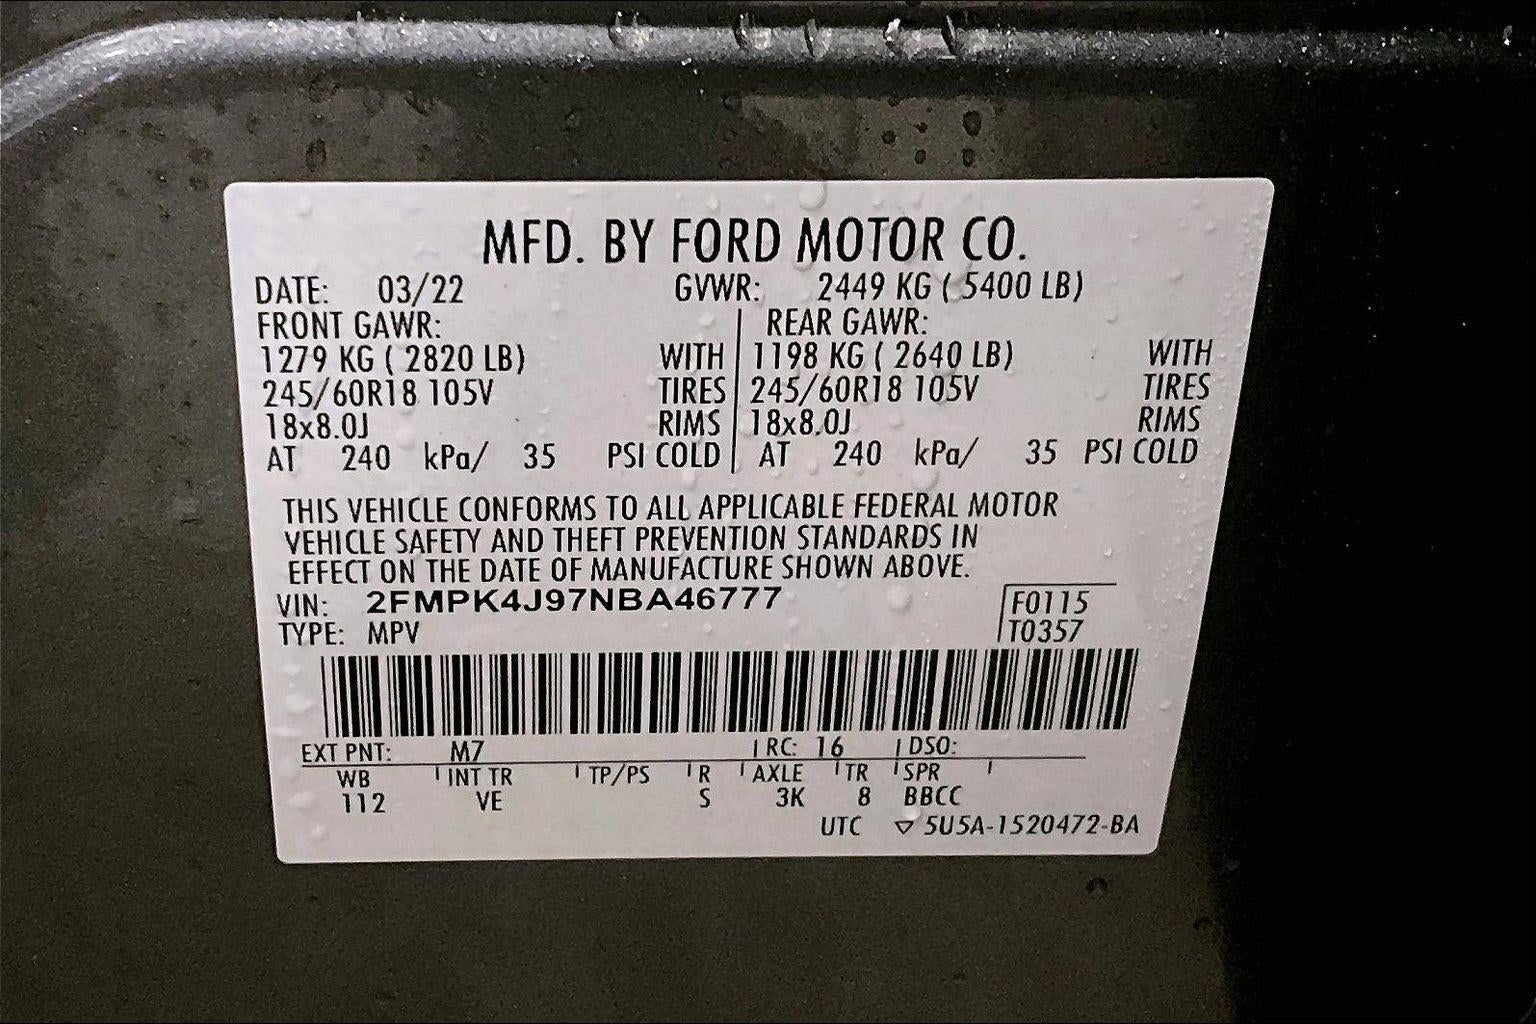 MFD. BY FORD MOTOR CO.
DATE: 03/22 GVWR: 2449 KG ( 5400 LB)
FRONT GAWR: REAR GAWR:
1279 KG ( 2820 LB) WITH 1198 KG ( 2640 LB) WITH
245/60R18 105V TIRES 245/60R18 105V TIRES
18x8.0J RIMS 18x8.0J RIMS
AT 240 kPa/ 35 PSI COLD AT 240 kPa/ 35 PSI COLD
THIS VEHICLE CONFORMS TO ALL APPLICABLE FEDERAL MOTOR
VEHICLE SAFETY AND THEFT PREVENTION STANDARDS IN
EFFECT ON THE DATE OF MANUFACTURE SHOWN ABOVE.
VIN: 2FMPK4J97NBA46777 F0115
TYPE: MPV T0357
EXT PNT: M7 RC: 16 DSO:
WB INT TR TP/PS R AXLE TR SPR
112 VE S 3K 8 BBCC
UTC ▽ 5U5A-1520472-BA